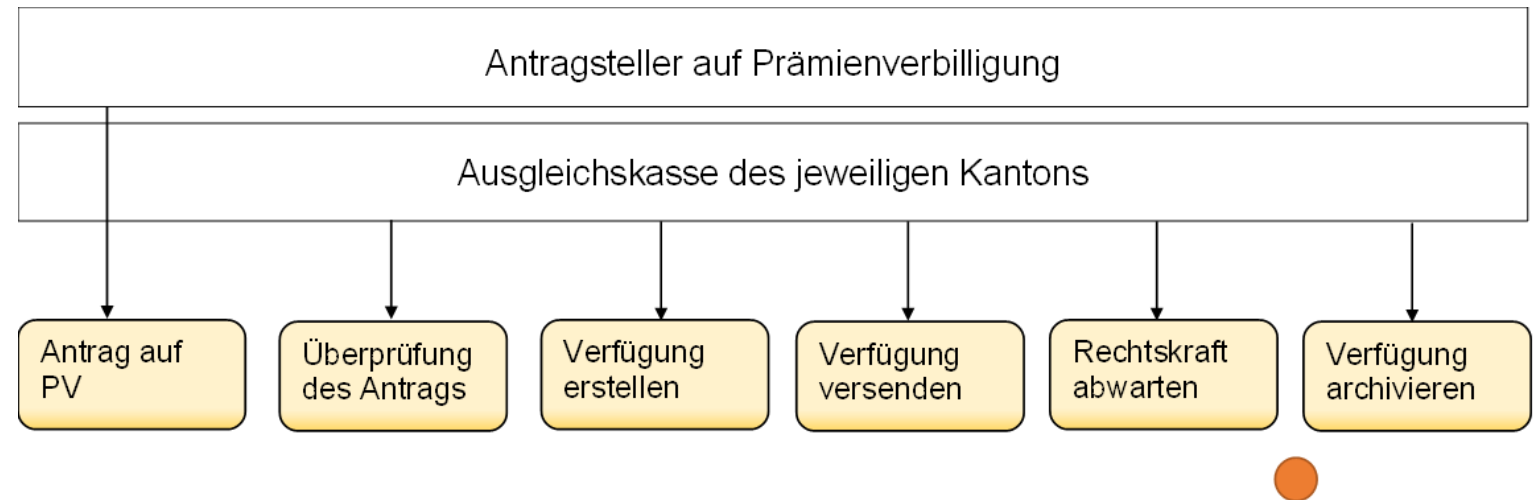 Antragsteller auf Prämienverbilligung
Ausgleichskasse des jeweiligen Kantons
Antrag auf
PV
Überprüfung
des Antrags
Verfügung
erstellen
Verfügung
versenden
Rechtskraft
abwarten
Verfügung
archivieren